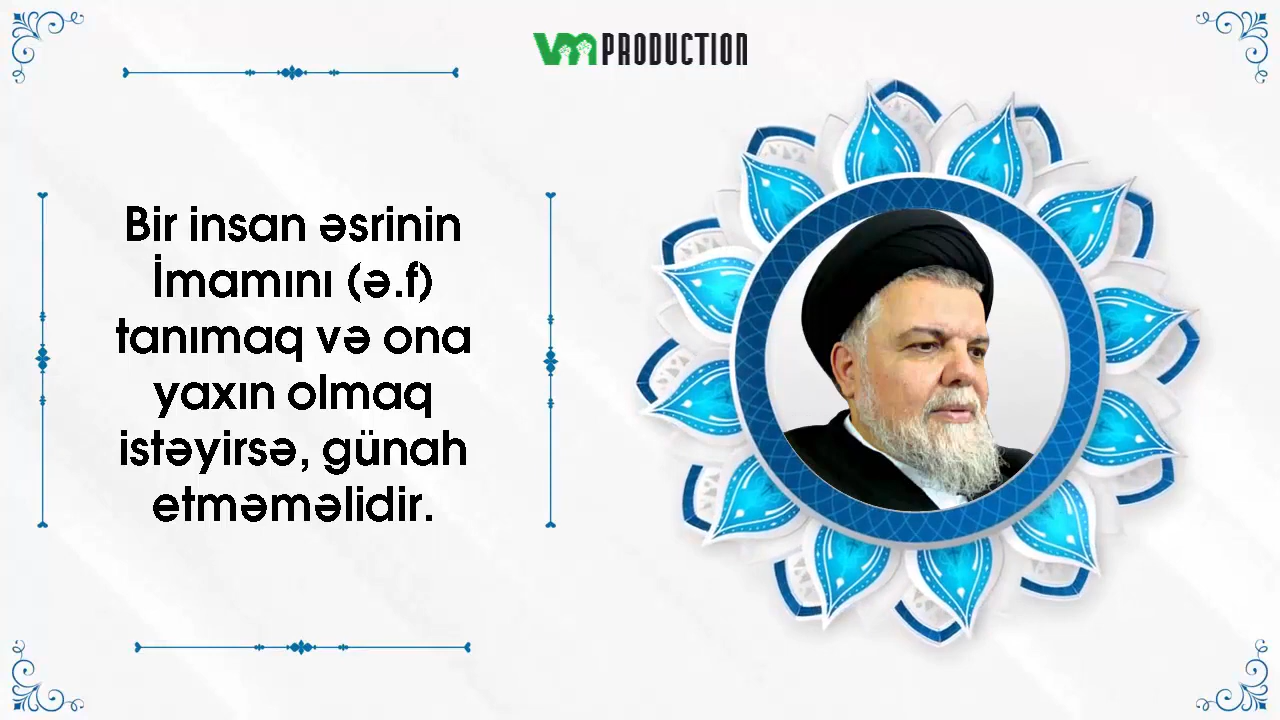 VM PRODUCTION
Bir insan əsrinin
İmamını (ə.f)
tanımaq və ona
yaxın olmaq
istəyirsə, günah
etməməlidir.